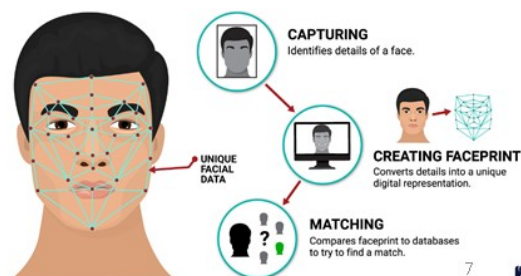 CAPTURING
Identifies details of a face.
UNIQUE
FACIAL
DATA
CREATING FACEPRINT
Converts details into a unique
digital representation.
MATCHING
Compares faceprint to databases
to try to find a match.
?
7